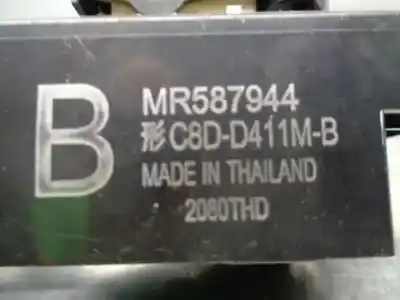 B
MR587944
形 C8D-D411M-B
MADE IN THAILAND
2080THD